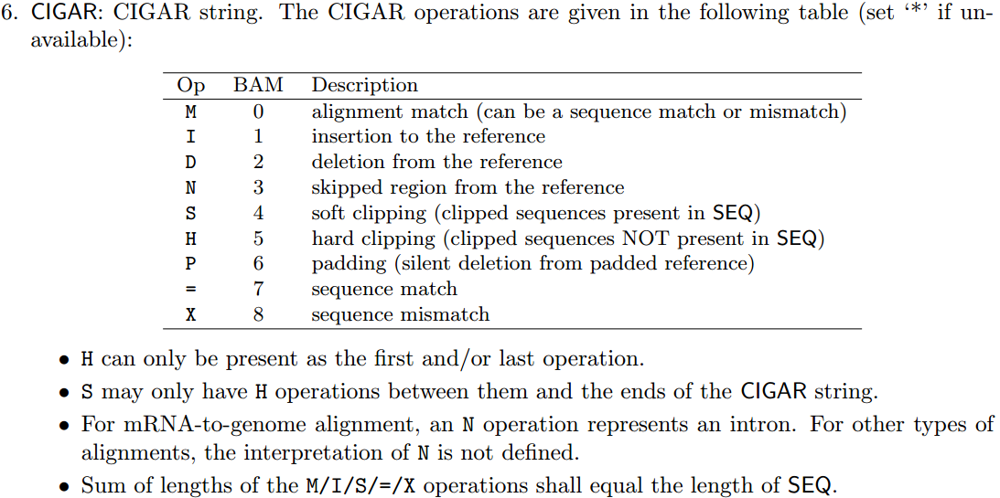 6. CIGAR: CIGAR string. The CIGAR operations are given in the following table (set ‘*’ if un-
available):
Op BAM Description
M 0 alignment match (can be a sequence match or mismatch)
I 1 insertion to the reference
D 2 deletion from the reference
N 3 skipped region from the reference
S 4 soft clipping (clipped sequences present in SEQ)
H 5 hard clipping (clipped sequences NOT present in SEQ)
P 6 padding (silent deletion from padded reference)
= 7 sequence match
X 8 sequence mismatch
• H can only be present as the first and/or last operation.
• S may only have H operations between them and the ends of the CIGAR string.
• For mRNA-to-genome alignment, an N operation represents an intron. For other types of
alignments, the interpretation of N is not defined.
• Sum of lengths of the M/I/S/=/X operations shall equal the length of SEQ.